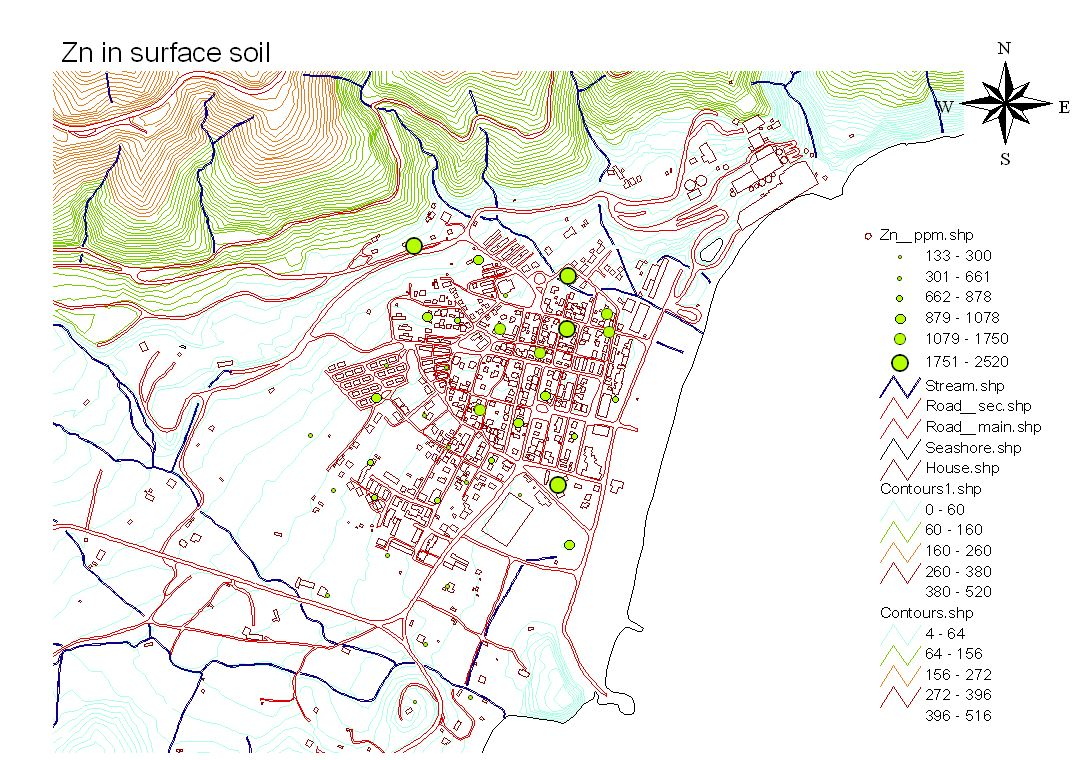 Zn in surface soil
N
W
E
S
Zn__ppm.shp
133 - 300
301 - 661
662 - 878
879 - 1078
1079 - 1750
1751 - 2520
Stream.shp
Road__sec.shp
Road__main.shp
Seashore.shp
House.shp
Contours1.shp
0 - 60
60 - 160
160 - 260
260 - 380
380 - 520
Contours.shp
4 - 64
64 - 156
156 - 272
272 - 396
396 - 516